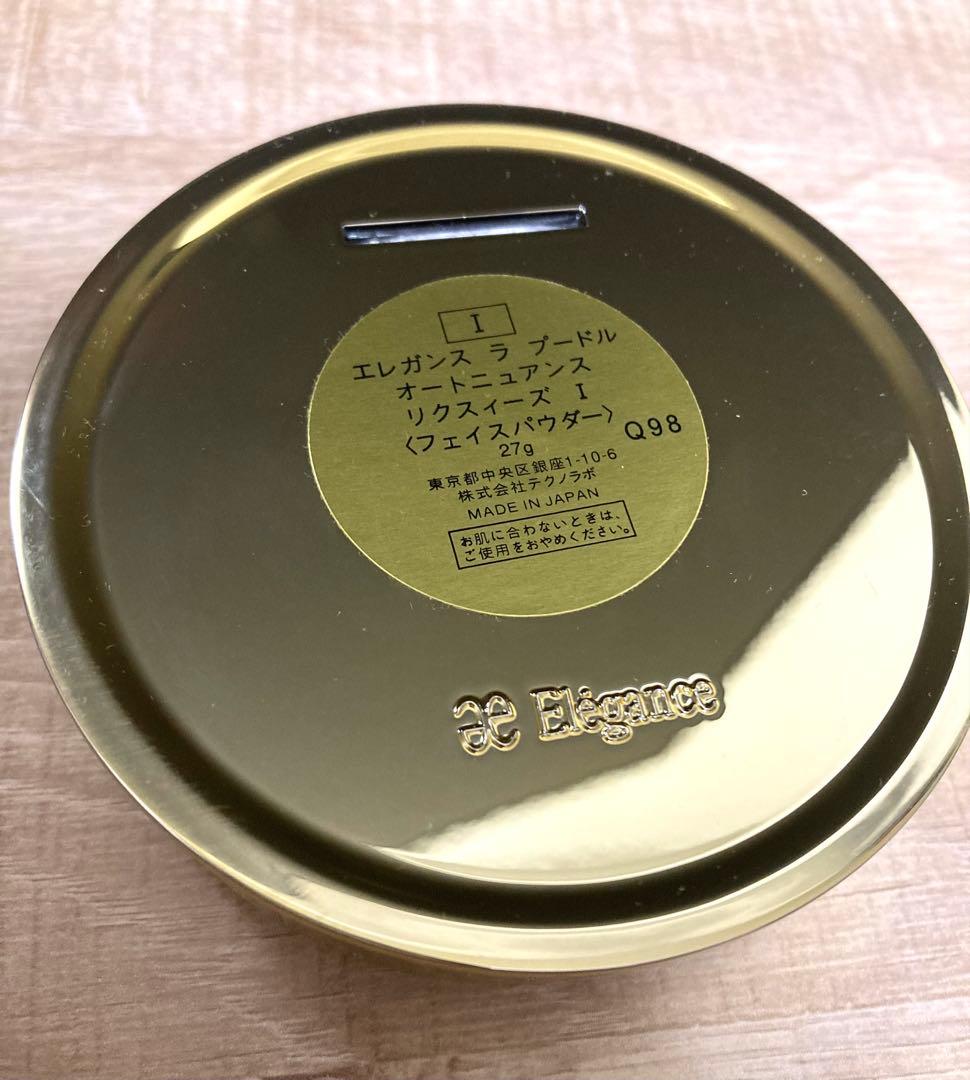 I
エレガンス ラ プードル
オートニュアンス
リクスィーズ I
〈フェイスパウダー〉
27g
Q98
東京都中央区銀座1-10-6
株式会社テクノラボ
MADE IN JAPAN
お肌に合わないときは、
ご使用をおやめください。
æ Elégance